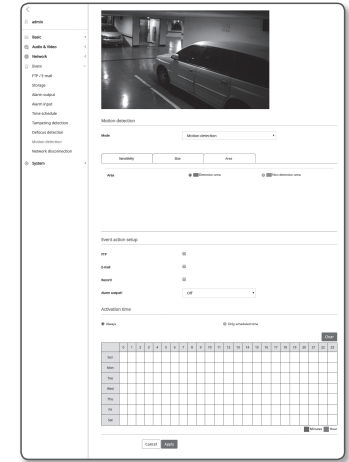 admin
Basic
Audio & Video
Network
Event
FTP / E-mail
Storage
Alarm output
Alarm input
Time schedule
Tampering detection
Defocus detection
Motion detection
Network disconnection
System
Motion detection
Mode Motion detection
Sensitivity Size Area
Area Detection area Non-detection area
Event action setup
FTP
E-mail
Record
Alarm output1 Off
Activation time
Always Only scheduled time
Clear
0 1 2 3 4 5 6 7 8 9 10 11 12 13 14 15 16 17 18 19 20 21 22 23
Sun
Mon
Tue
Wed
Thu
Fri
Sat
Minutes Hour
Cancel Apply